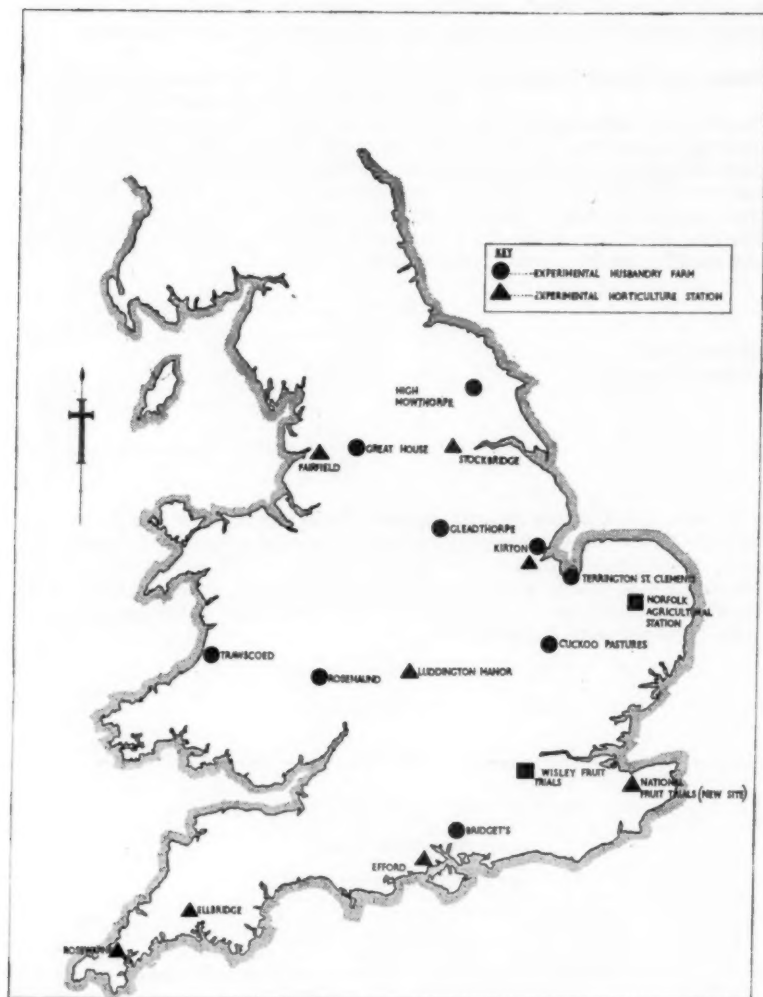 KEY
EXPERIMENTAL HUSBANDRY FARM
EXPERIMENTAL HORTICULTURE STATION
HIGH
MOWTHORPE
GREAT HOUSE
STOCKBRIDGE
FAIRFIELD
GLEADTHORPE
KIRTON
TERRINGTON ST. CLEMENTS
NORFOLK
AGRICULTURAL
STATION
CUCKOO PASTURES
TRAWSCOED
ROSEMAUND
LUDDINGTON MANOR
WISLEY FRUIT
TRIALS
NATIONAL
FRUIT TRIALS (NEW SITE)
BRIDGET'S
EFFORD
ELLBRIDGE
ROSEWARNE